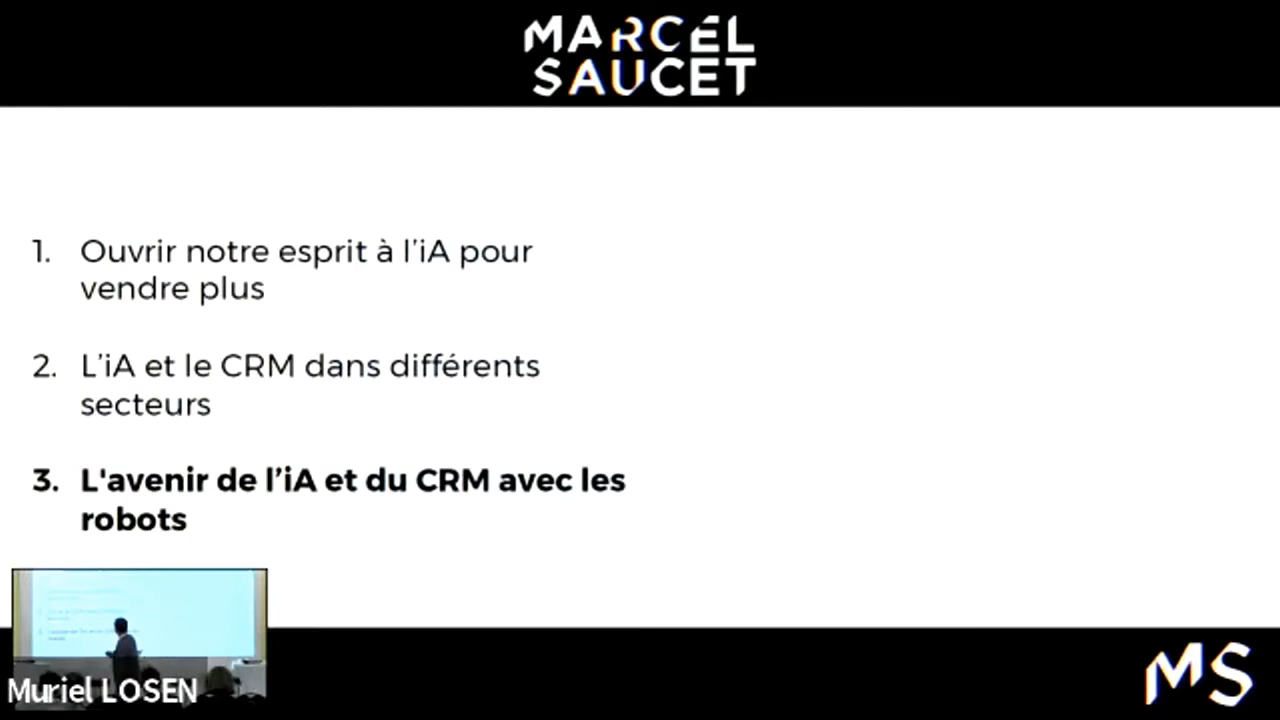 MARCEL
SAUCET
1. Ouvrir notre esprit à l'iA pour
vendre plus
2. L'iA et le CRM dans différents
secteurs
3. L'avenir de l'iA et du CRM avec les
robots
Muriel LOSEN
MS